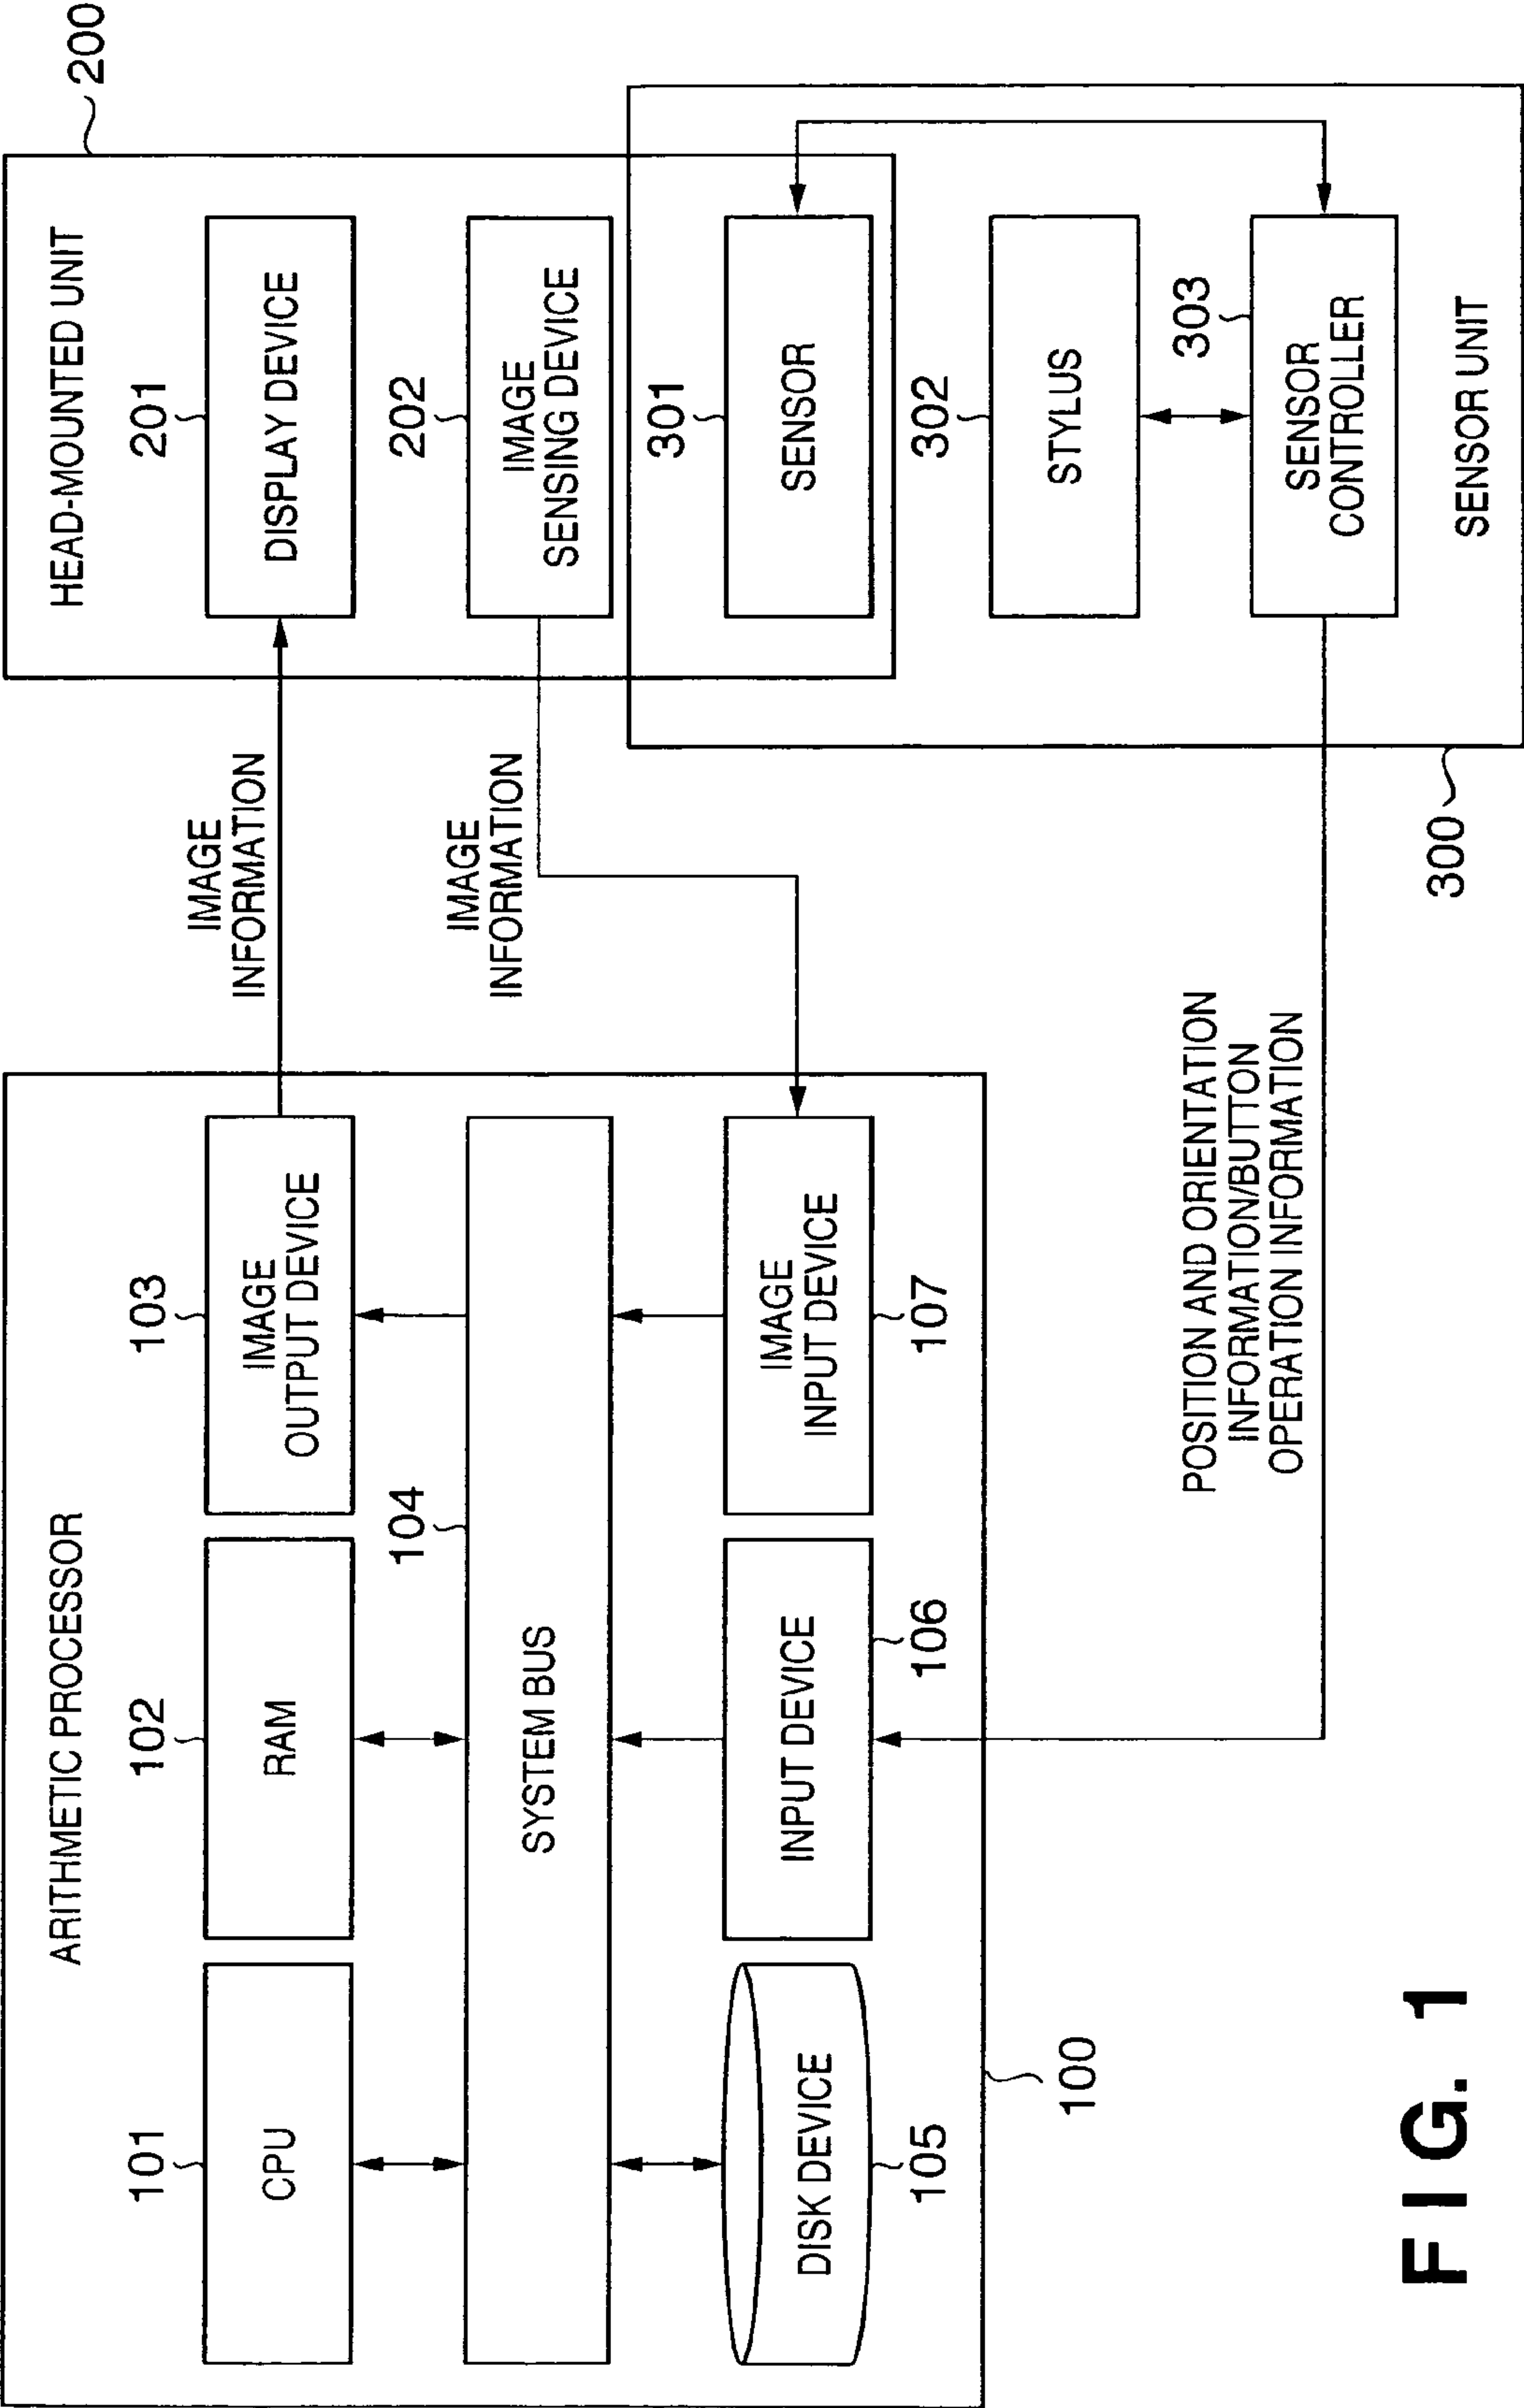 ARITHMETIC PROCESSOR
101
102
103
CPU
RAM
IMAGE
OUTPUT DEVICE
104
SYSTEM BUS
DISK DEVICE
INPUT DEVICE
IMAGE
INPUT DEVICE
105
106
107
100
IMAGE
INFORMATION
IMAGE
INFORMATION
POSITION AND ORIENTATION
INFORMATION/BUTTON
OPERATION INFORMATION
200
HEAD-MOUNTED UNIT
201
DISPLAY DEVICE
202
IMAGE
SENSING DEVICE
301
SENSOR
302
STYLUS
303
SENSOR
CONTROLLER
SENSOR UNIT
300
FIG. 1